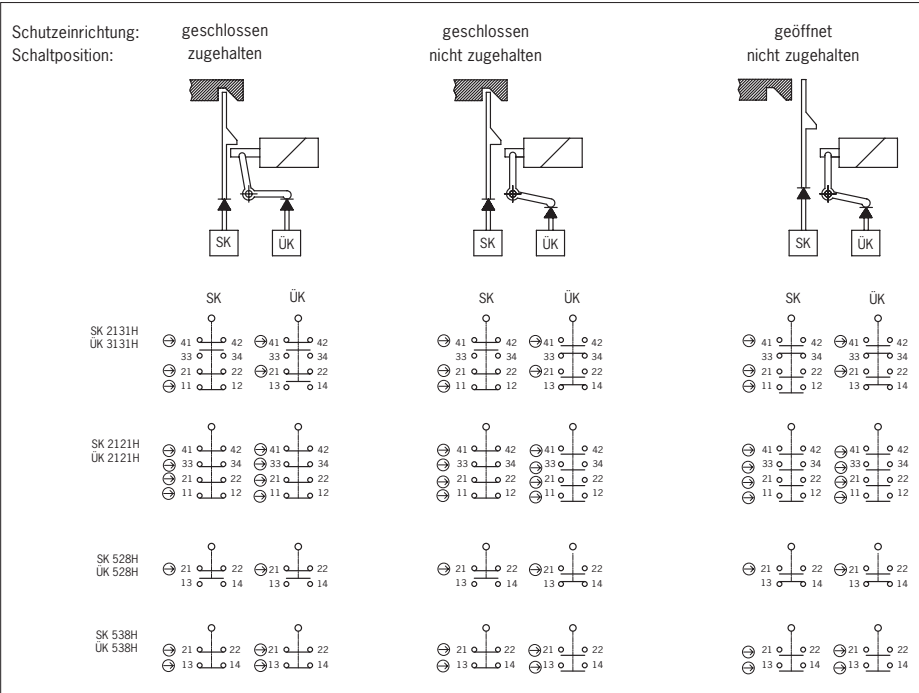 Schutzeinrichtung: geschlossen geschlossen geöffnet
Schaltposition: zugehalten nicht zugehalten nicht zugehalten
SK ÜK SK ÜK SK ÜK
SK ÜK SK ÜK SK ÜK
SK 2131H
ÜK 3131H
41 42 41 42 41 42 41 42 41 42 41 42
33 34 33 34 33 34 33 34 33 34 33 34
21 22 21 22 21 22 21 22 21 22 21 22
11 12 13 14 11 12 13 14 11 12 13 14
SK 2121H
ÜK 2121H
41 42 41 42 41 42 41 42 41 42 41 42
33 34 33 34 33 34 33 34 33 34 33 34
21 22 21 22 21 22 21 22 21 22 21 22
11 12 11 12 11 12 11 12 11 12 11 12
SK 528H
ÜK 528H
21 22 21 22 21 22 21 22 21 22 21 22
13 14 13 14 13 14 13 14 13 14 13 14
SK 538H
ÜK 538H
21 22 21 22 21 22 21 22 21 22 21 22
13 14 13 14 13 14 13 14 13 14 13 14